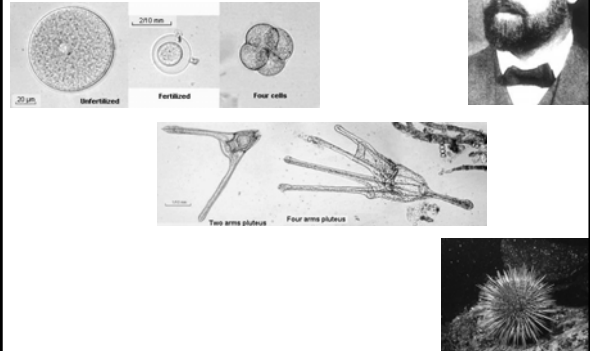 2/10 mm
20 µm
Unfertilized
Fertilized
Four cells
Two arms pluteus
Four arms pluteus